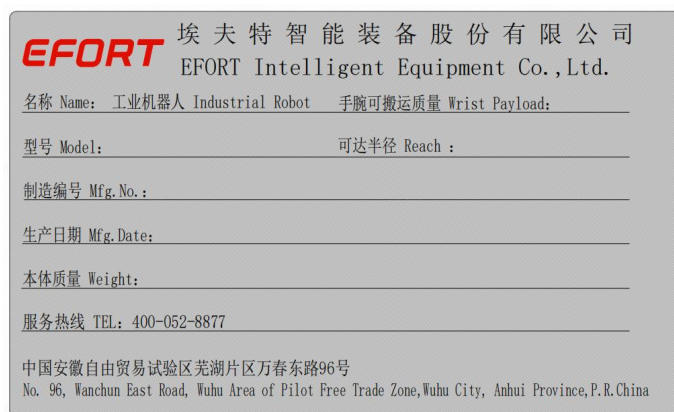 EFORT
埃夫特智能装备股份有限公司
EFORT Intelligent Equipment Co.,Ltd.
名称 Name: 工业机器人 Industrial Robot 手腕可搬运质量 Wrist Payload:
型号 Model: 可达半径 Reach :
制造编号 Mfg.No.:
生产日期 Mfg.Date:
本体质量 Weight:
服务热线 TEL: 400-052-8877
中国安徽自由贸易试验区芜湖片区万春东路96号
No. 96, Wanchun East Road, Wuhu Area of Pilot Free Trade Zone,Wuhu City, Anhui Province,P.R.China